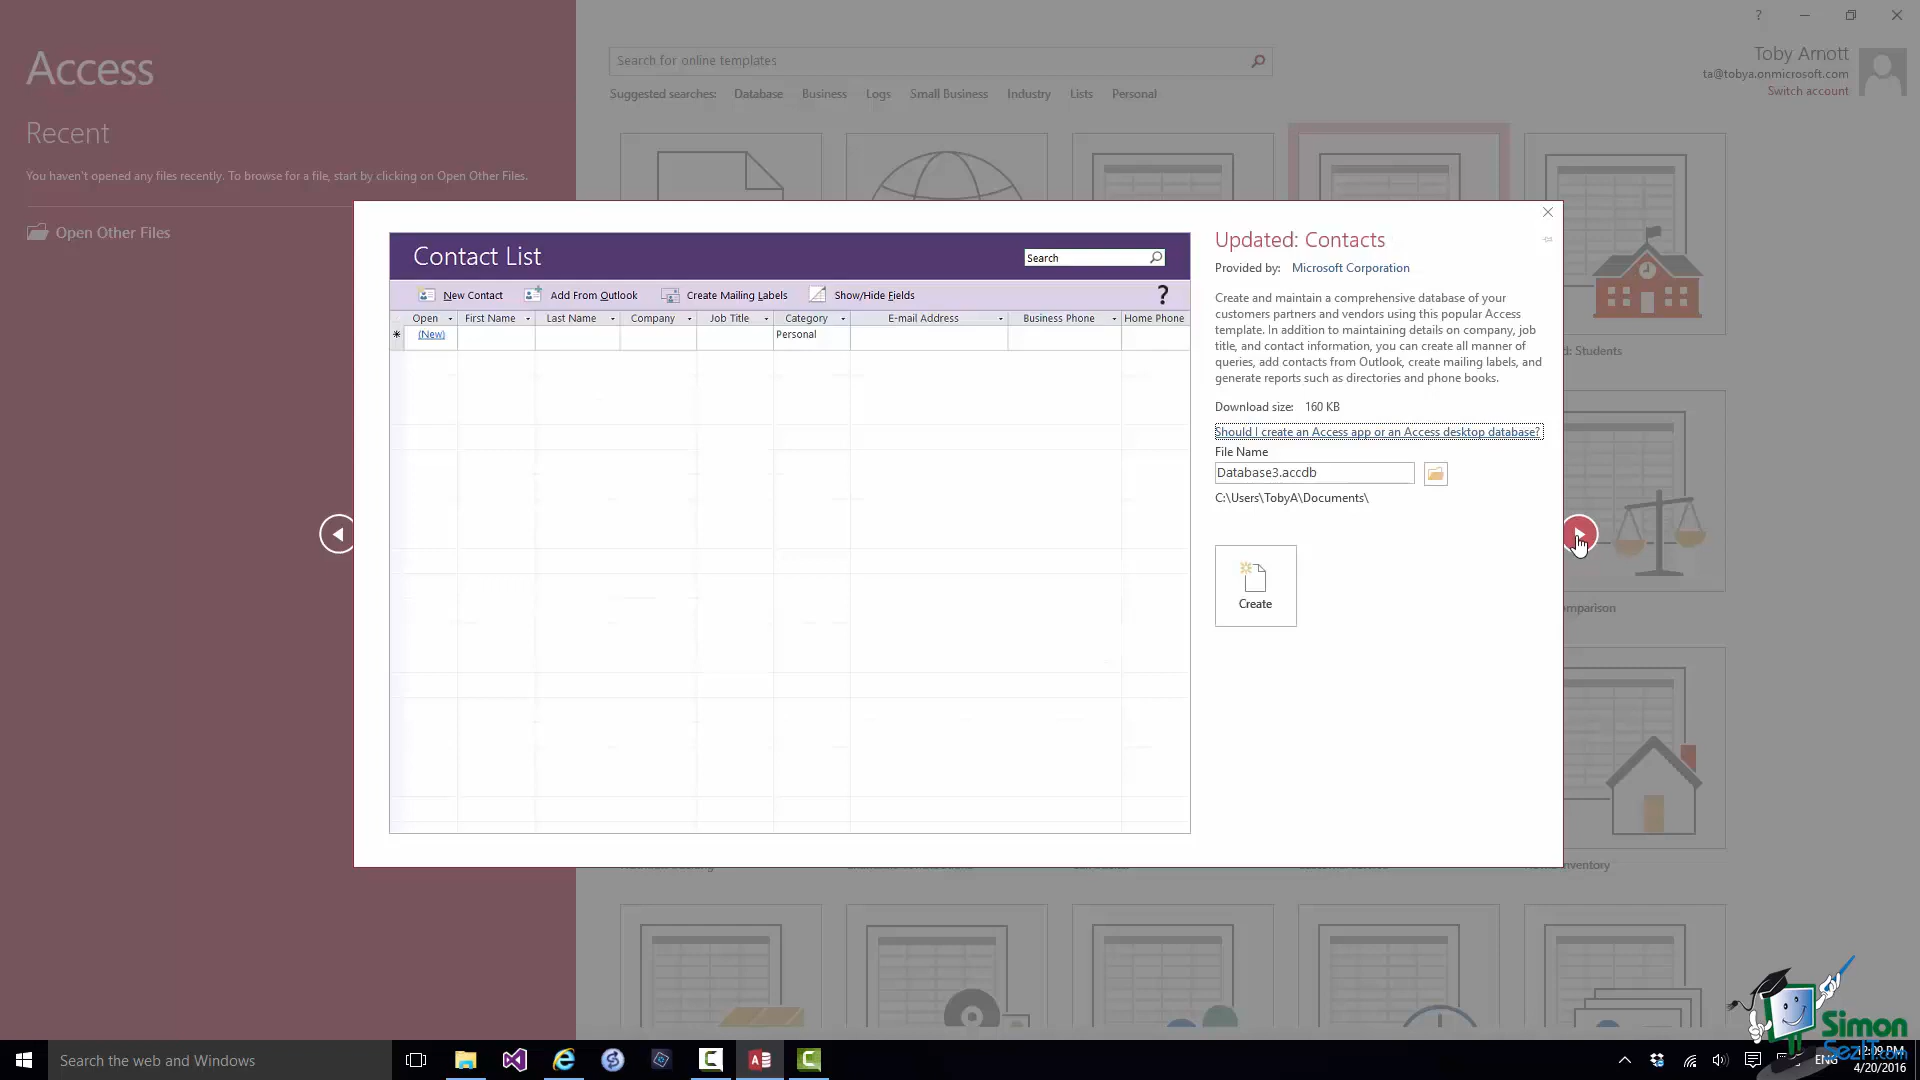 Access
Recent
You haven't opened any files recently. To browse for a file, start by clicking on Open Other Files.
Open Other Files
?
Search for online templates
Suggested searches: Database Business Logs Small Business Industry Lists Personal
Toby Arnott
ta@tobya.onmicrosoft.com
Switch account
Contact List
Search
New Contact Add From Outlook Create Mailing Labels Show/Hide Fields ?
Open First Name Last Name Company Job Title Category E-mail Address Business Phone Home Phone
(New) Personal
Updated: Contacts
Provided by: Microsoft Corporation
Create and maintain a comprehensive database of your
customers partners and vendors using this popular Access
template. In addition to maintaining details on company, job
title, and contact information, you can create all manner of
queries, add contacts from Outlook, create mailing labels, and
generate reports such as directories and phone books.
Download size: 160 KB
Should I create an Access app or an Access desktop database?
File Name
Database3.accdb
C:\Users\TobyA\Documents\
Create
d: Students
mparison
nventory
Simon
SezIT.com
Search the web and Windows
ENG
12:09 PM
4/20/2016